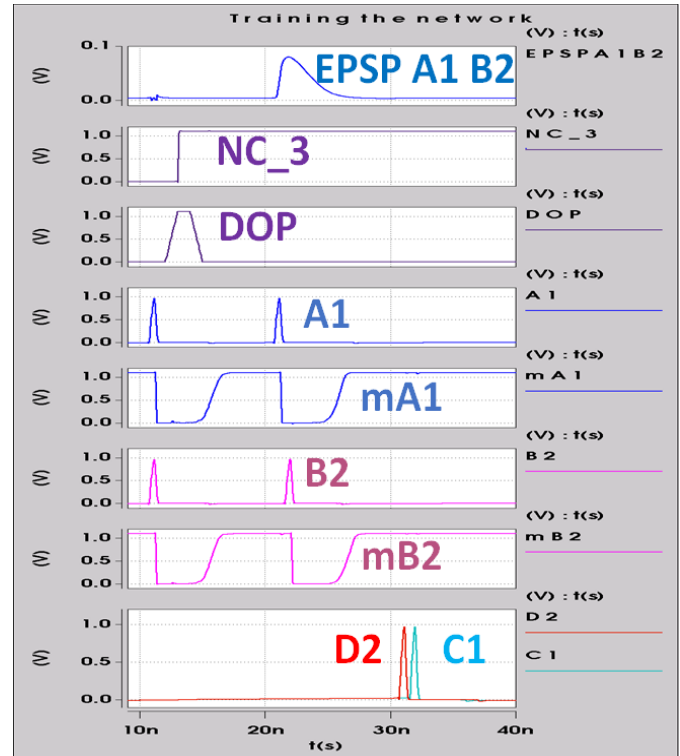 Training the network
(V) : t(s)
EPSPA1B2
0.1
0.0
(V)
EPSP A1 B2
(V) : t(s)
NC_3
1.0
0.5
0.0
(V)
NC_3
(V) : t(s)
DOP
1.0
0.5
0.0
(V)
DOP
(V) : t(s)
A1
1.0
0.5
0.0
(V)
A1
(V) : t(s)
mA1
1.0
0.5
0.0
(V)
mA1
(V) : t(s)
B2
1.0
0.5
0.0
(V)
B2
(V) : t(s)
mB2
1.0
0.5
0.0
(V)
mB2
(V) : t(s)
D2
C1
1.0
0.5
0.0
(V)
D2 C1
10n 20n 30n 40n
t(s)